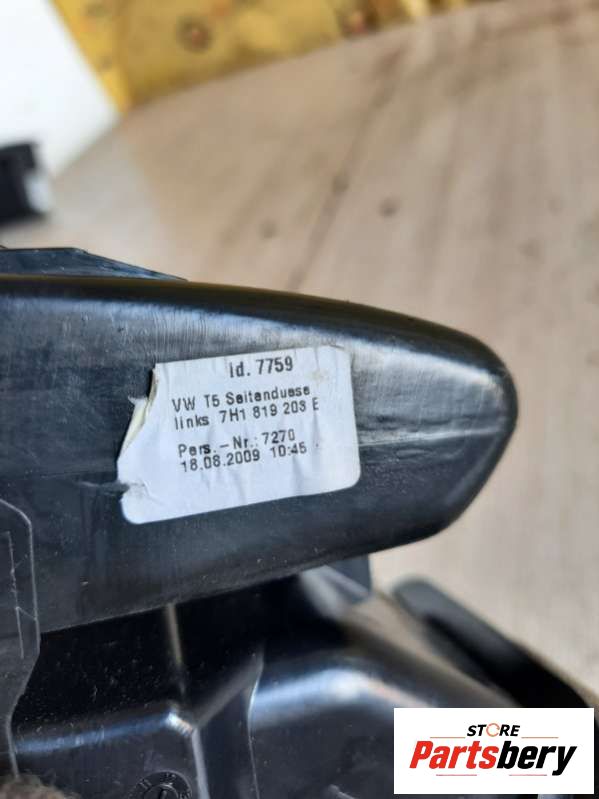 id. 7759
VW T5 Seitenduese
links 7H1 819 203 E
Pers.-Nr.: 7270
18.08.2009 10:45
STORE
Partsbery